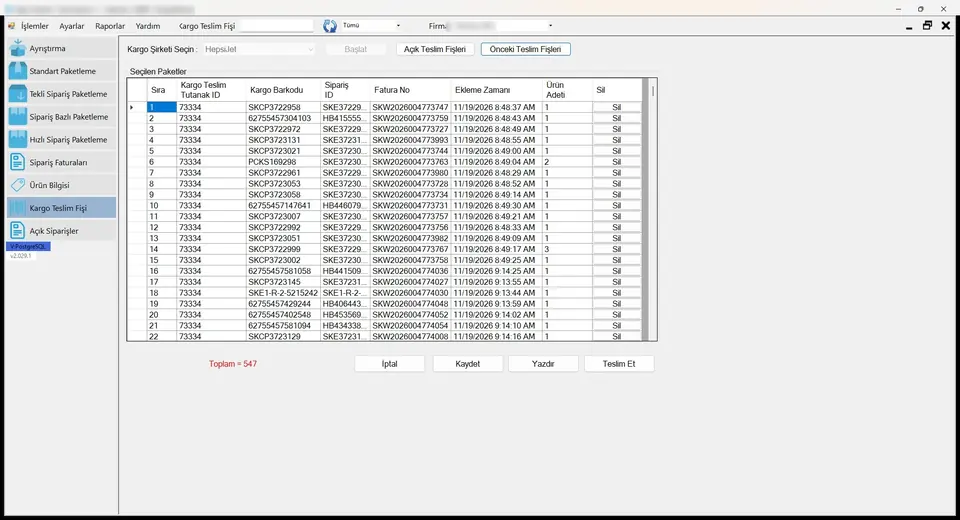 İşlemler Ayarlar Raporlar Yardım Kargo Teslim Fişi Tümü Firma
Ayrıştırma
Standart Paketleme
Tekli Sipariş Paketleme
Sipariş Bazlı Paketleme
Hızlı Sipariş Paketleme
Sipariş Faturaları
Ürün Bilgisi
Kargo Teslim Fişi
Açık Siparişler
V.PostgreSQL
v2.029.1
Kargo Şirketi Seçin : HepsiJet Başlat Açık Teslim Fişleri Önceki Teslim Fişleri
Seçilen Paketler
Sıra Kargo Teslim Tutanak ID Kargo Barkodu Sipariş ID Fatura No Ekleme Zamanı Ürün Adeti Sil
1 73334 SKCP3722958 SKE37229... SKW2026004773747 11/19/2026 8:48:37 AM 1 Sil
2 73334 62755457304103 HB415555... SKW2026004773759 11/19/2026 8:48:43 AM 1 Sil
3 73334 SKCP3722972 SKE37229... SKW2026004773727 11/19/2026 8:48:49 AM 1 Sil
4 73334 SKCP3723131 SKE37231... SKW2026004773993 11/19/2026 8:48:55 AM 1 Sil
5 73334 SKCP3723021 SKE37230... SKW2026004773744 11/19/2026 8:49:00 AM 1 Sil
6 73334 PCKS169298 SKE37230... SKW2026004773763 11/19/2026 8:49:04 AM 2 Sil
7 73334 SKCP3722961 SKE37229... SKW2026004773980 11/19/2026 8:48:29 AM 1 Sil
8 73334 SKCP3723053 SKE37230... SKW2026004773728 11/19/2026 8:48:52 AM 1 Sil
9 73334 SKCP3723058 SKE37230... SKW2026004773734 11/19/2026 8:49:14 AM 1 Sil
10 73334 62755457147641 HB446079... SKW2026004773731 11/19/2026 8:49:30 AM 1 Sil
11 73334 SKCP3723007 SKE37230... SKW2026004773757 11/19/2026 8:49:21 AM 1 Sil
12 73334 SKCP3722992 SKE37229... SKW2026004773756 11/19/2026 8:48:33 AM 1 Sil
13 73334 SKCP3723051 SKE37230... SKW2026004773982 11/19/2026 8:49:09 AM 1 Sil
14 73334 SKCP3722999 SKE37229... SKW2026004773767 11/19/2026 8:49:17 AM 3 Sil
15 73334 SKCP3723002 SKE37230... SKW2026004773758 11/19/2026 8:49:25 AM 1 Sil
16 73334 62755457581058 HB441509... SKW2026004774036 11/19/2026 9:14:25 AM 1 Sil
17 73334 SKCP3723145 SKE37231... SKW2026004774027 11/19/2026 9:13:55 AM 1 Sil
18 73334 SKE1-R-2-5215242 SKE1-R-2-... SKW2026004774030 11/19/2026 9:13:44 AM 1 Sil
19 73334 62755457429244 HB406443... SKW2026004774048 11/19/2026 9:13:59 AM 1 Sil
20 73334 62755457402548 HB453569... SKW2026004774052 11/19/2026 9:14:02 AM 1 Sil
21 73334 62755457581094 HB434338... SKW2026004774054 11/19/2026 9:14:10 AM 1 Sil
22 73334 SKCP3723129 SKE37231... SKW2026004774008 11/19/2026 9:14:16 AM 1 Sil
Toplam = 547 İptal Kaydet Yazdır Teslim Et